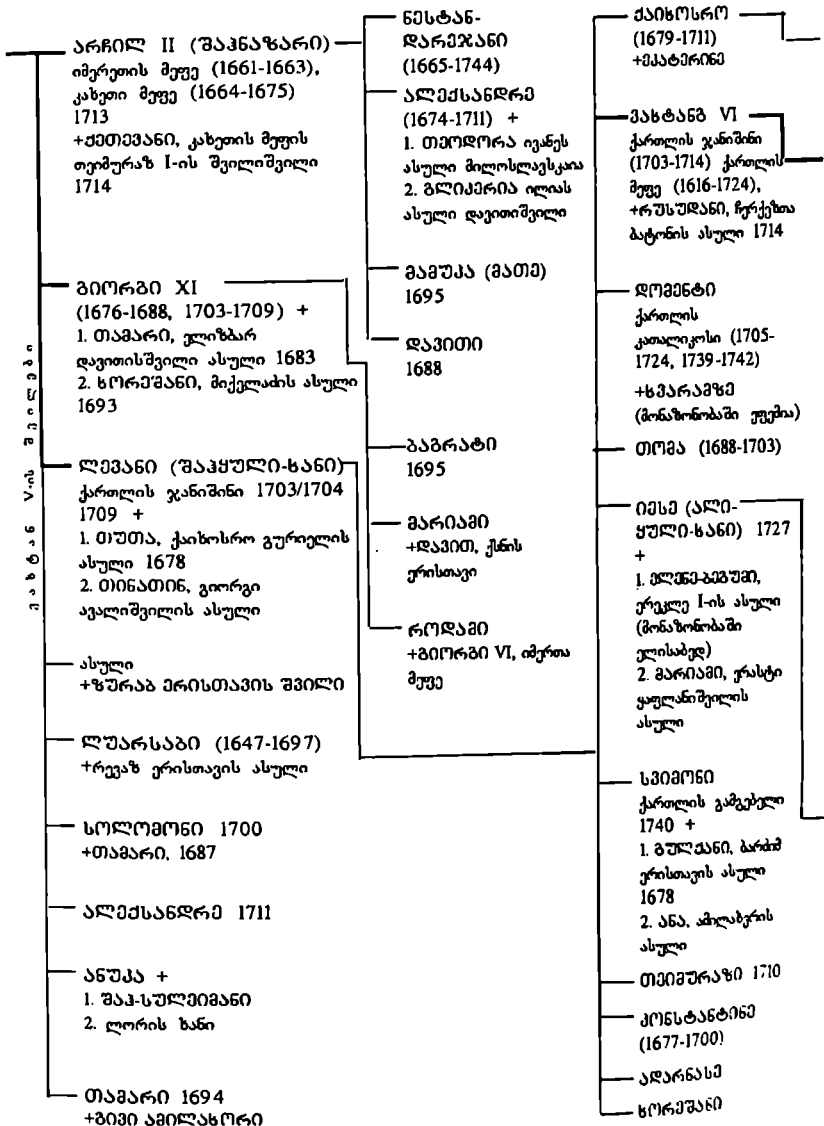 ვახტანგ V-ის შვილები
არჩილ II (შაჰნაზარი)
იმერეთის მეფე (1661-1663),
კახეთი მეფე (1664-1675)
1713
+ქეთევანი, კახეთის მეფის
თეიმურაზ I-ის შვილიშვილი
1714
გიორგი XI
(1676-1688, 1703-1709) +
1. თამარი, ელიზბარ
დავითისშვილი ასული 1683
2. ხორეშანი, მიქელაძის ასული
1693
ლევანი (შაჰყული-ხანი)
ქართლის ჯანიშინი 1703/1704
1709 +
1. თუთა, ქაიხოსრო გურიელის
ასული 1678
2. თინათინ, გიორგი
ავალიშვილის ასული
ასული
+ზურაბ ერისთავის შვილი
ლუარსაბი (1647-1697)
+რევაზ ერისთავის ასული
სოლომონი 1700
+თამარი, 1687
ალექსანდრე 1711
ანუკა +
1. შაჰ-სულეიმანი
2. ლორის ხანი
თამარი 1694
+გივი ამილახორი
ნესტან-
დარეჯანი
(1665-1744)
ალექსანდრე
(1674-1711) +
1. თეოდორა ივანეს
ასული მილოსლავსკაია
2. გლიკერია ილიას
ასული დავითიშვილი
მამუკა (მათე)
1695
დავითი
1688
ბაგრატი
1695
მარიამი
+დავით, ქსნის
ერისთავი
როდამი
+გიორგი VI, იმერთა
მეფე
ქაიხოსრო
(1679-1711)
+ეკატერინე
ვახტანგ VI
ქართლის ჯანიშინი
(1703-1714) ქართლის
მეფე (1616-1724),
+რუსუდანი, ჩერქეზთა
ბატონის ასული 1714
დომენტი
ქართლის
კათალიკოსი (1705-
1724, 1739-1742)
+ხვარამზე
(მონაზონობაში ეფემია)
თომა (1688-1703)
იესე (ალი-
ყული-ხანი) 1727
+
1. ელენე-ბეგუმი,
ერეკლე I-ის ასული
(მონაზონობაში
ელისაბედ)
2. მარიამი, ერასტი
ყაფლანიშვილის
ასული
სვიმონი
ქართლის გამგებელი
1740 +
1. გულქანი, ბარძიმ
ერისთავის ასული
1678
2. ანა, ამილახვრის
ასული
თეიმურაზი 1710
კონსტანტინე
(1677-1700)
ადარნასე
ხორეშანი